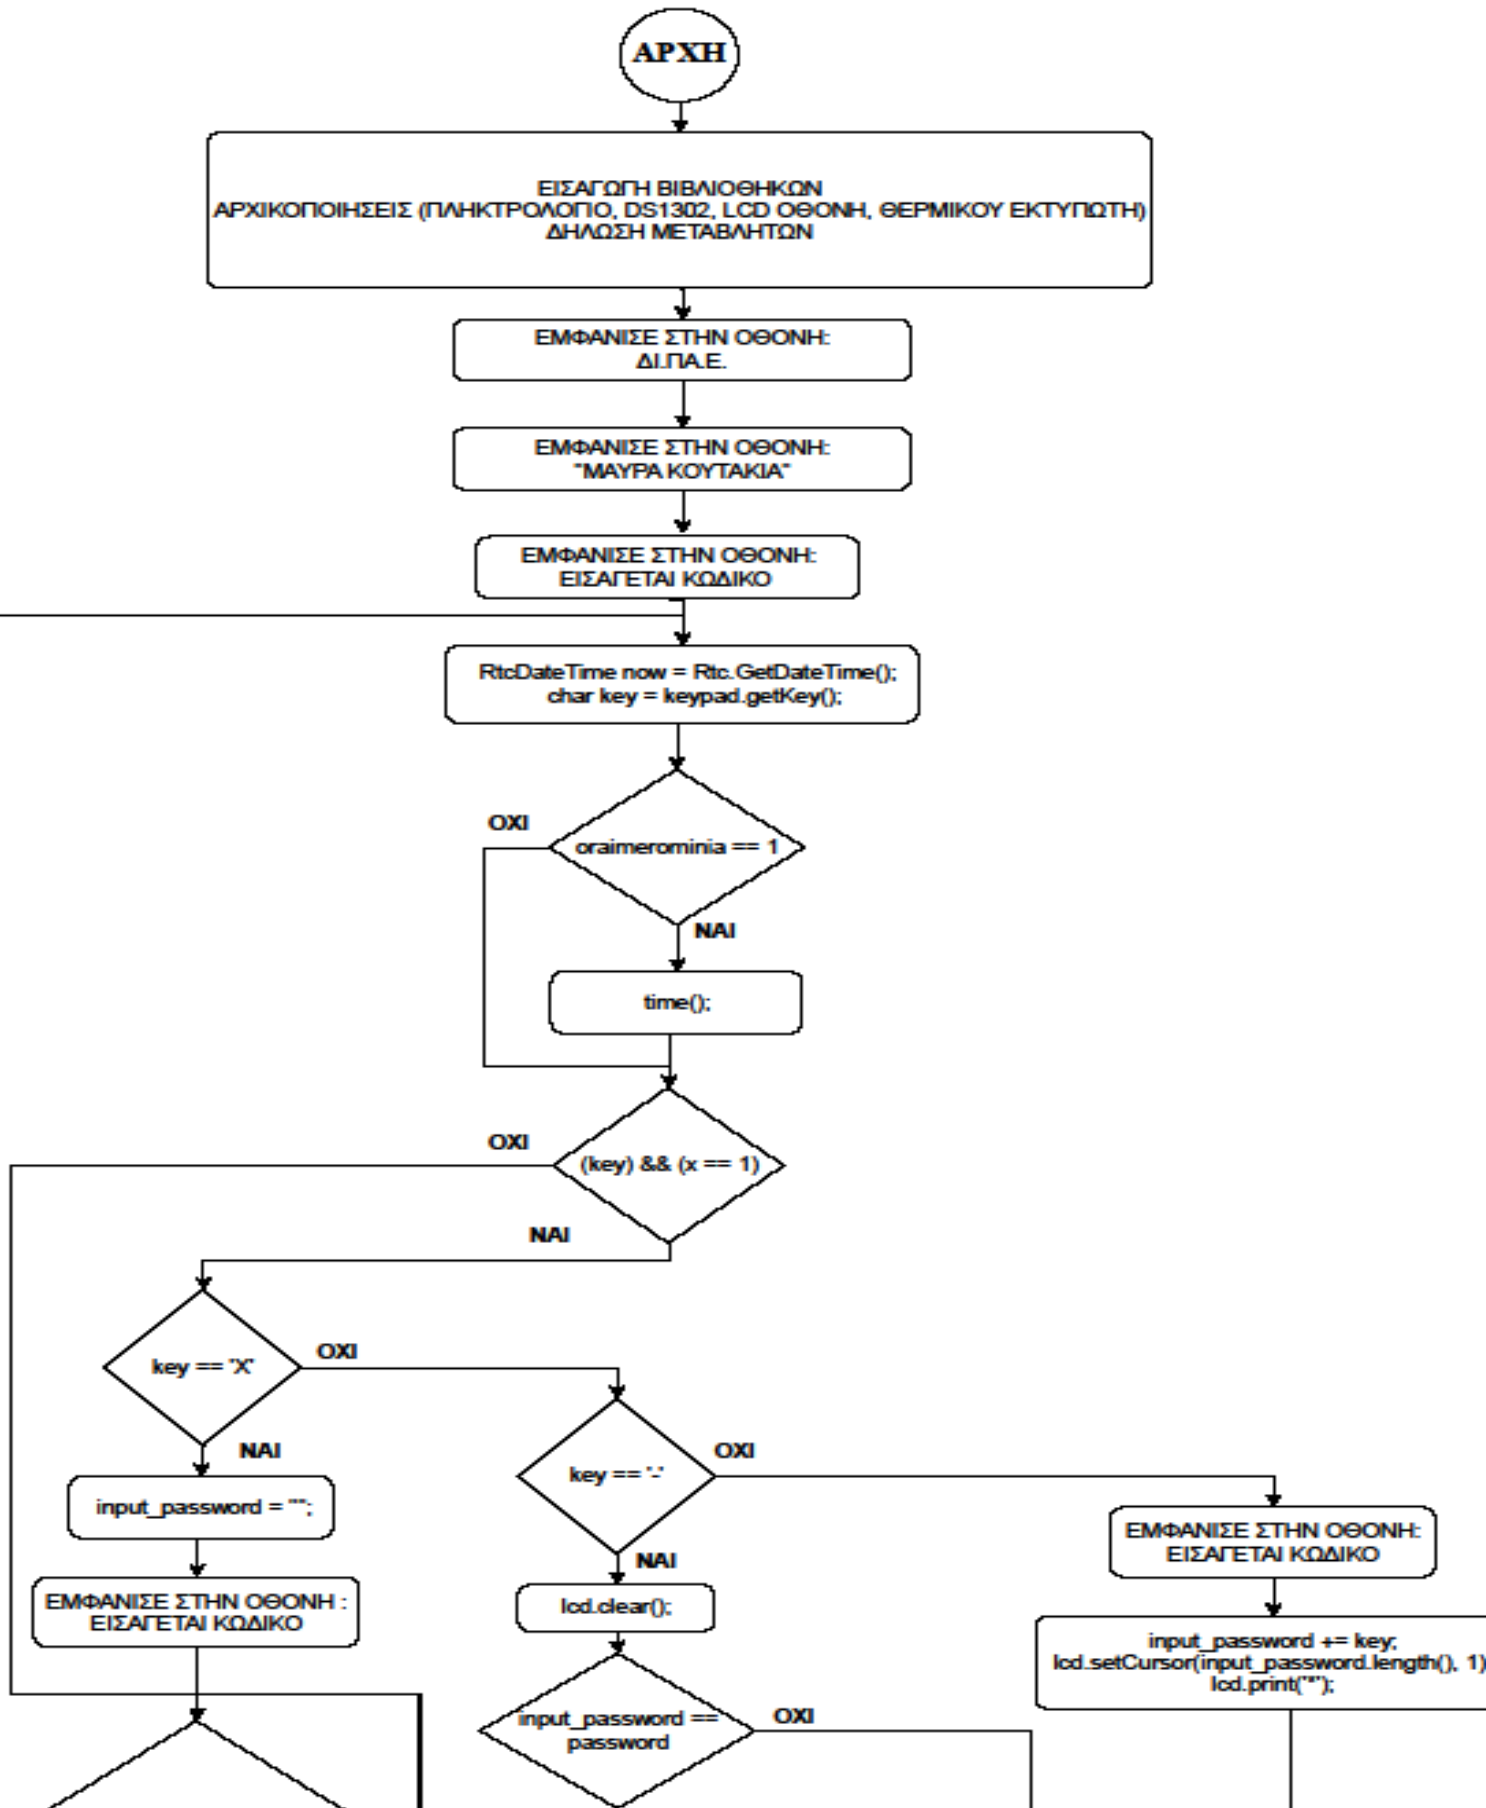 ΑΡΧΗ
ΕΙΣΑΓΩΓΗ ΒΙΒΛΙΟΘΗΚΩΝ
ΑΡΧΙΚΟΠΟΙΗΣΕΙΣ (ΠΛΗΚΤΡΟΛΟΓΙΟ, DS1302, LCD ΟΘΟΝΗ, ΘΕΡΜΙΚΟΥ ΕΚΤΥΠΩΤΗ)
ΔΗΛΩΣΗ ΜΕΤΑΒΛΗΤΩΝ
ΕΜΦΑΝΙΣΕ ΣΤΗΝ ΟΘΟΝΗ:
ΔΙ.ΠΑ.Ε.
ΕΜΦΑΝΙΣΕ ΣΤΗΝ ΟΘΟΝΗ:
"ΜΑΥΡΑ ΚΟΥΤΑΚΙΑ"
ΕΜΦΑΝΙΣΕ ΣΤΗΝ ΟΘΟΝΗ:
ΕΙΣΑΓΕΤΑΙ ΚΩΔΙΚΟ
RtcDateTime now = Rtc.GetDateTime();
char key = keypad.getKey();
ΟΧΙ
oraimerominia == 1
ΝΑΙ
time();
ΟΧΙ
(key) && (x == 1)
ΝΑΙ
key == 'X'
ΟΧΙ
ΝΑΙ
key == '-'
ΟΧΙ
input_password = "";
ΕΜΦΑΝΙΣΕ ΣΤΗΝ ΟΘΟΝΗ:
ΕΙΣΑΓΕΤΑΙ ΚΩΔΙΚΟ
ΝΑΙ
ΕΜΦΑΝΙΣΕ ΣΤΗΝ ΟΘΟΝΗ :
ΕΙΣΑΓΕΤΑΙ ΚΩΔΙΚΟ
lcd.clear();
input_password += key;
lcd.setCursor(input_password.length(), 1)
lcd.print("*");
input_password ==
password
ΟΧΙ